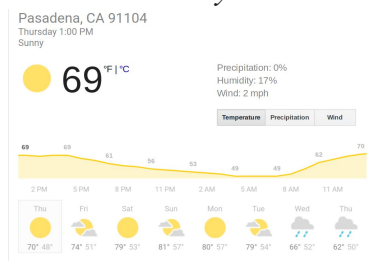 Pasadena, CA 91104
Thursday 1:00 PM
Sunny
69 °F | °C
Precipitation: 0%
Humidity: 17%
Wind: 2 mph
Temperature Precipitation Wind
69 69 61 56 53 49 49 62 70
2 PM 5 PM 8 PM 11 PM 2 AM 5 AM 8 AM 11 AM
Thu Fri Sat Sun Mon Tue Wed Thu
70° 48° 74° 51° 79° 53° 81° 57° 80° 57° 79° 54° 66° 52° 62° 50°